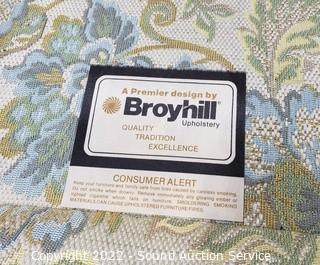 A Premier design by
Broyhill
Upholstery
QUALITY
TRADITION
EXCELLENCE
CONSUMER ALERT
Keep your furniture and family safe from fires caused by careless smoking.
Do not smoke when drowsy. Remove immediately any glowing ember or
lighted cigarette which falls on furniture. SMOLDERING SMOKING
MATERIALS CAN CAUSE UPHOLSTERED FURNITURE FIRES.
Copyright 2022 - Sound Auction Service